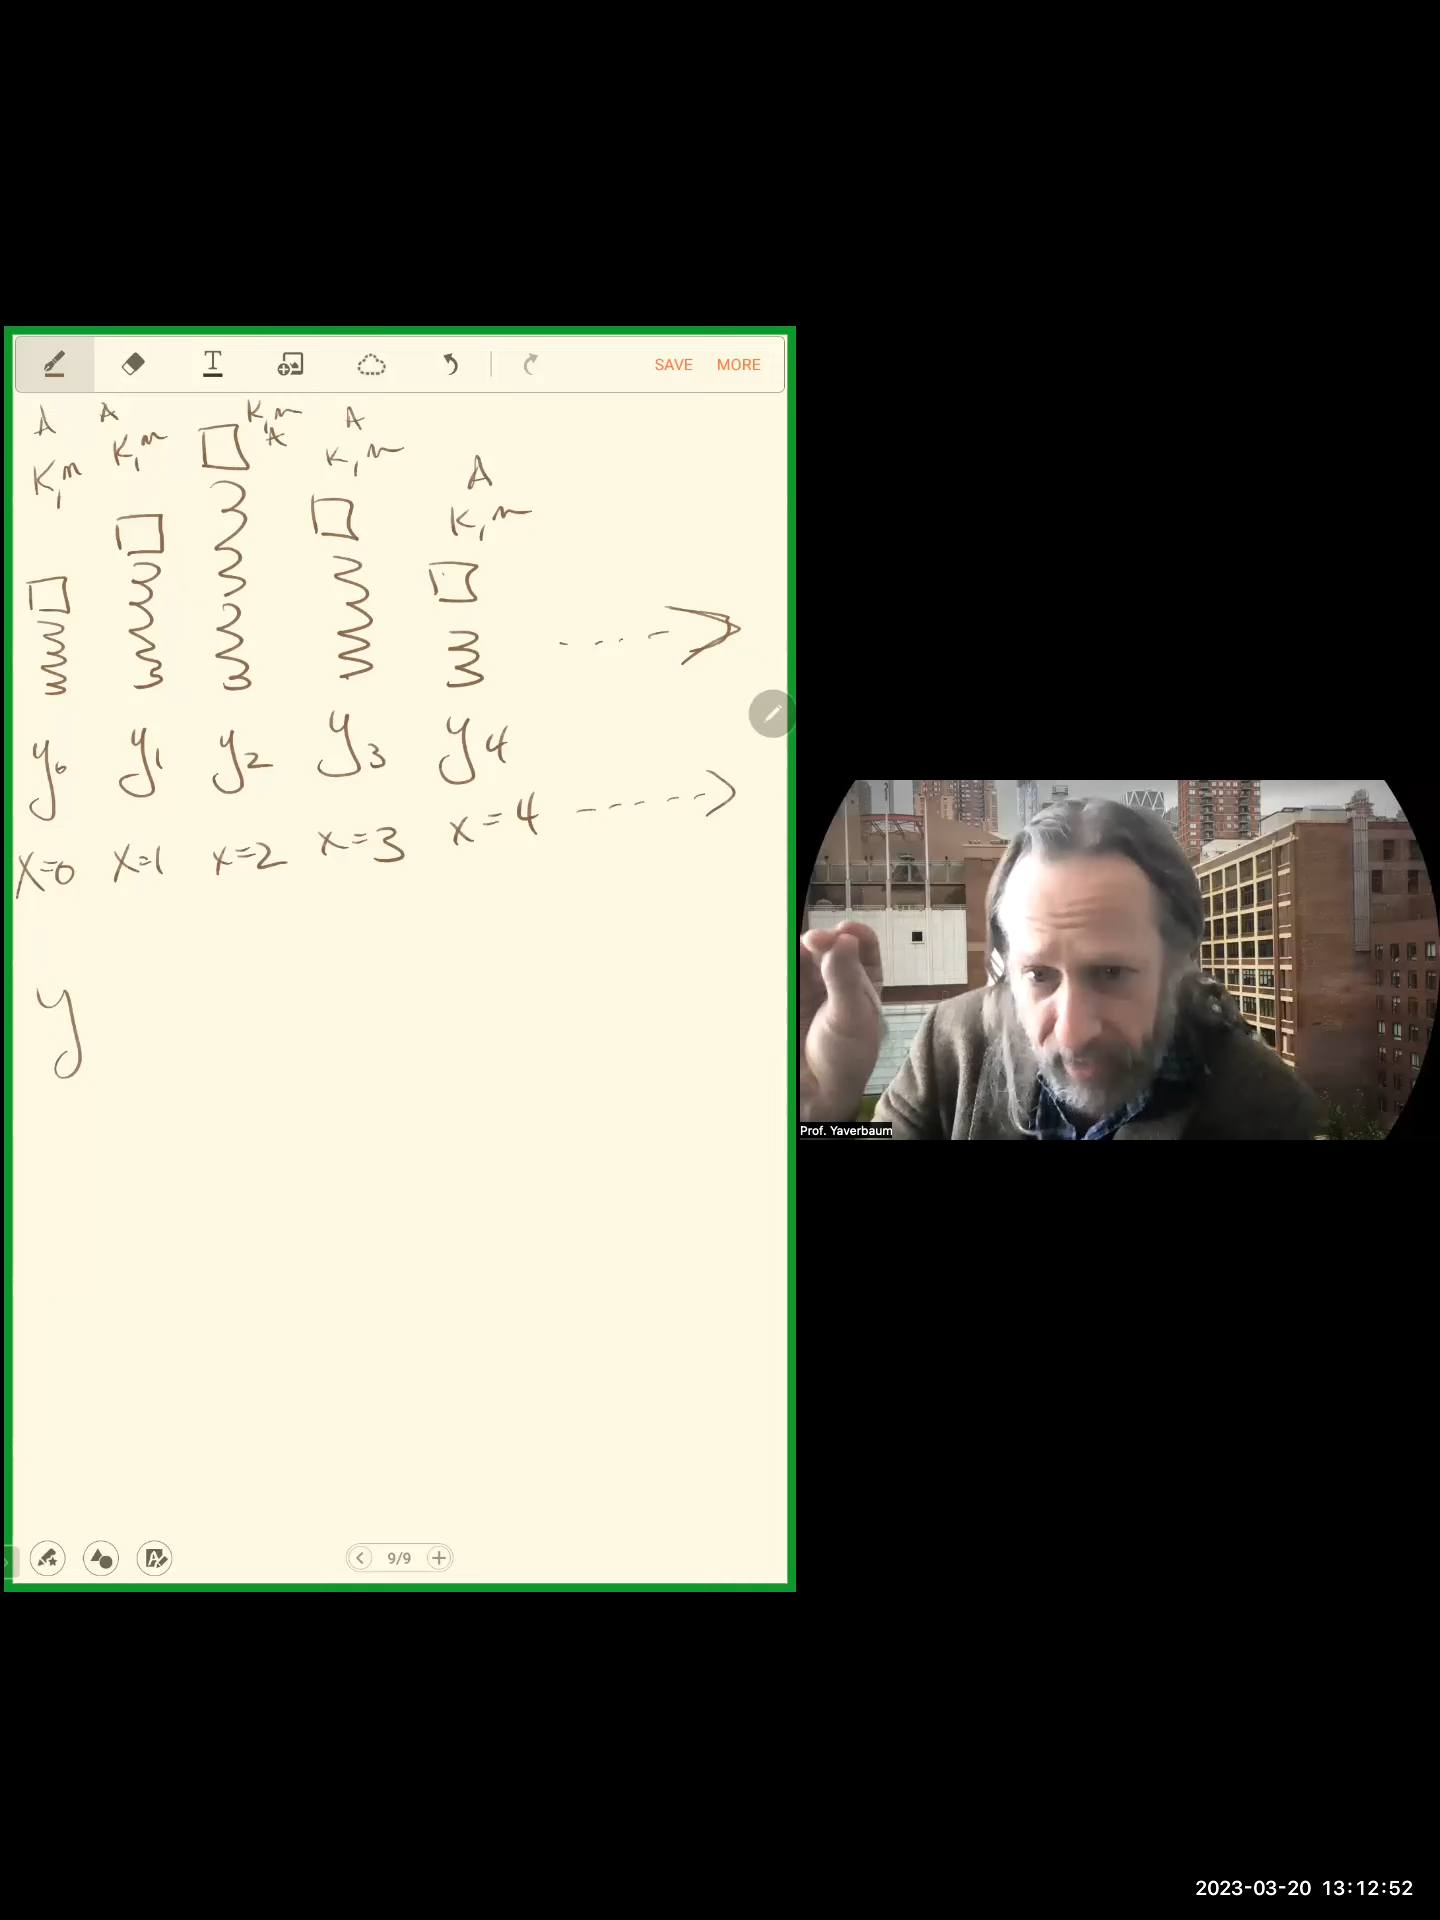 SAVE MORE
A A K,m A
K,m K,m A K,m A
K,m
y0 y1 y2 y3 y4
x=0 x=1 x=2 x=3 x=4
y
Prof. Yaverbaum
9/9
2023-03-20 13:12:52